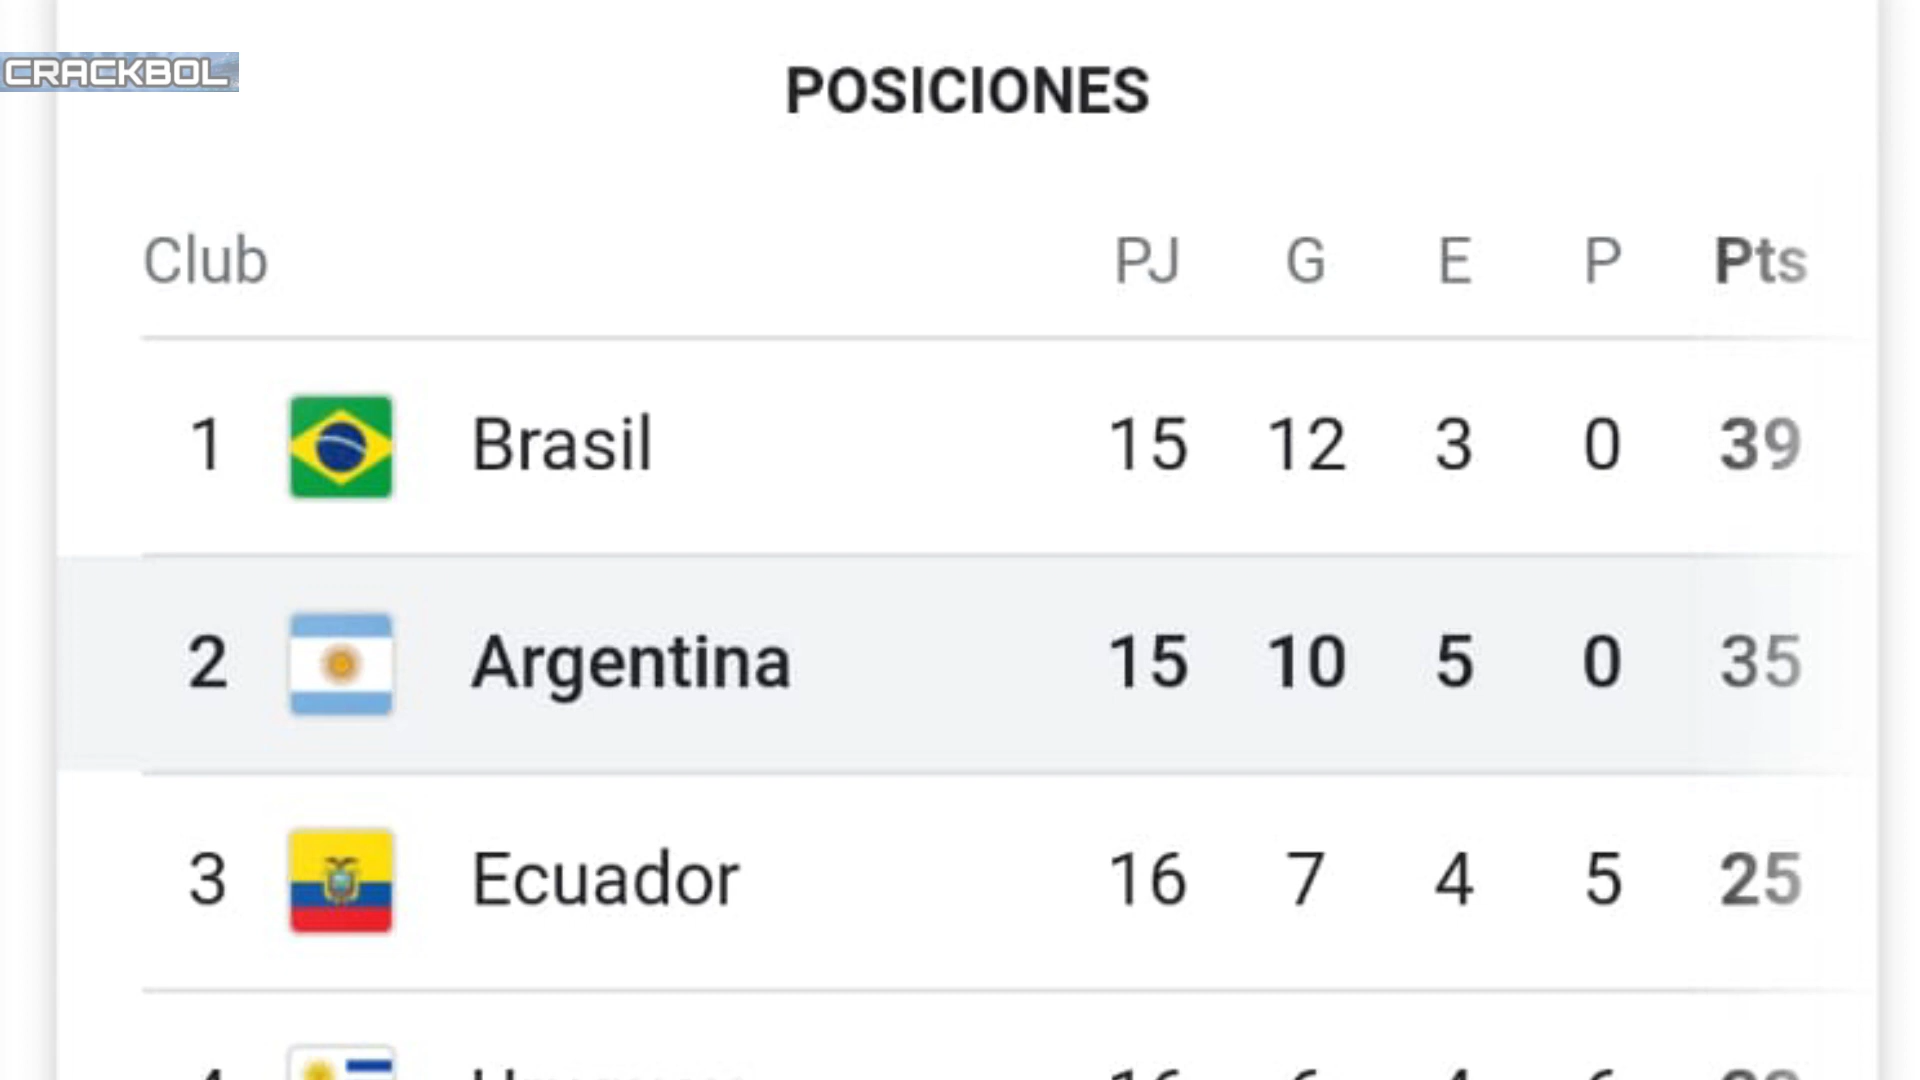 CRACKBOL
POSICIONES
Club PJ G E P Pts
1 Brasil 15 12 3 0 39
2 Argentina 15 10 5 0 35
3 Ecuador 16 7 4 5 25